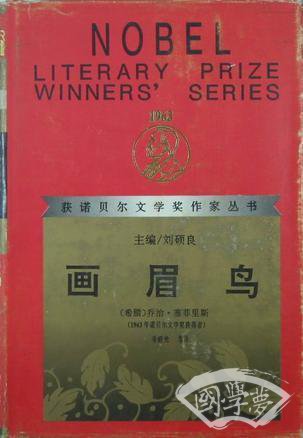 NOBEL
LITERARY PRIZE
WINNERS' SERIES
1963
获诺贝尔文学奖作家丛书
主编/刘硕良
画眉鸟
(希腊)乔治·塞菲里斯
(1963年诺贝尔文学奖获得者)
國學夢